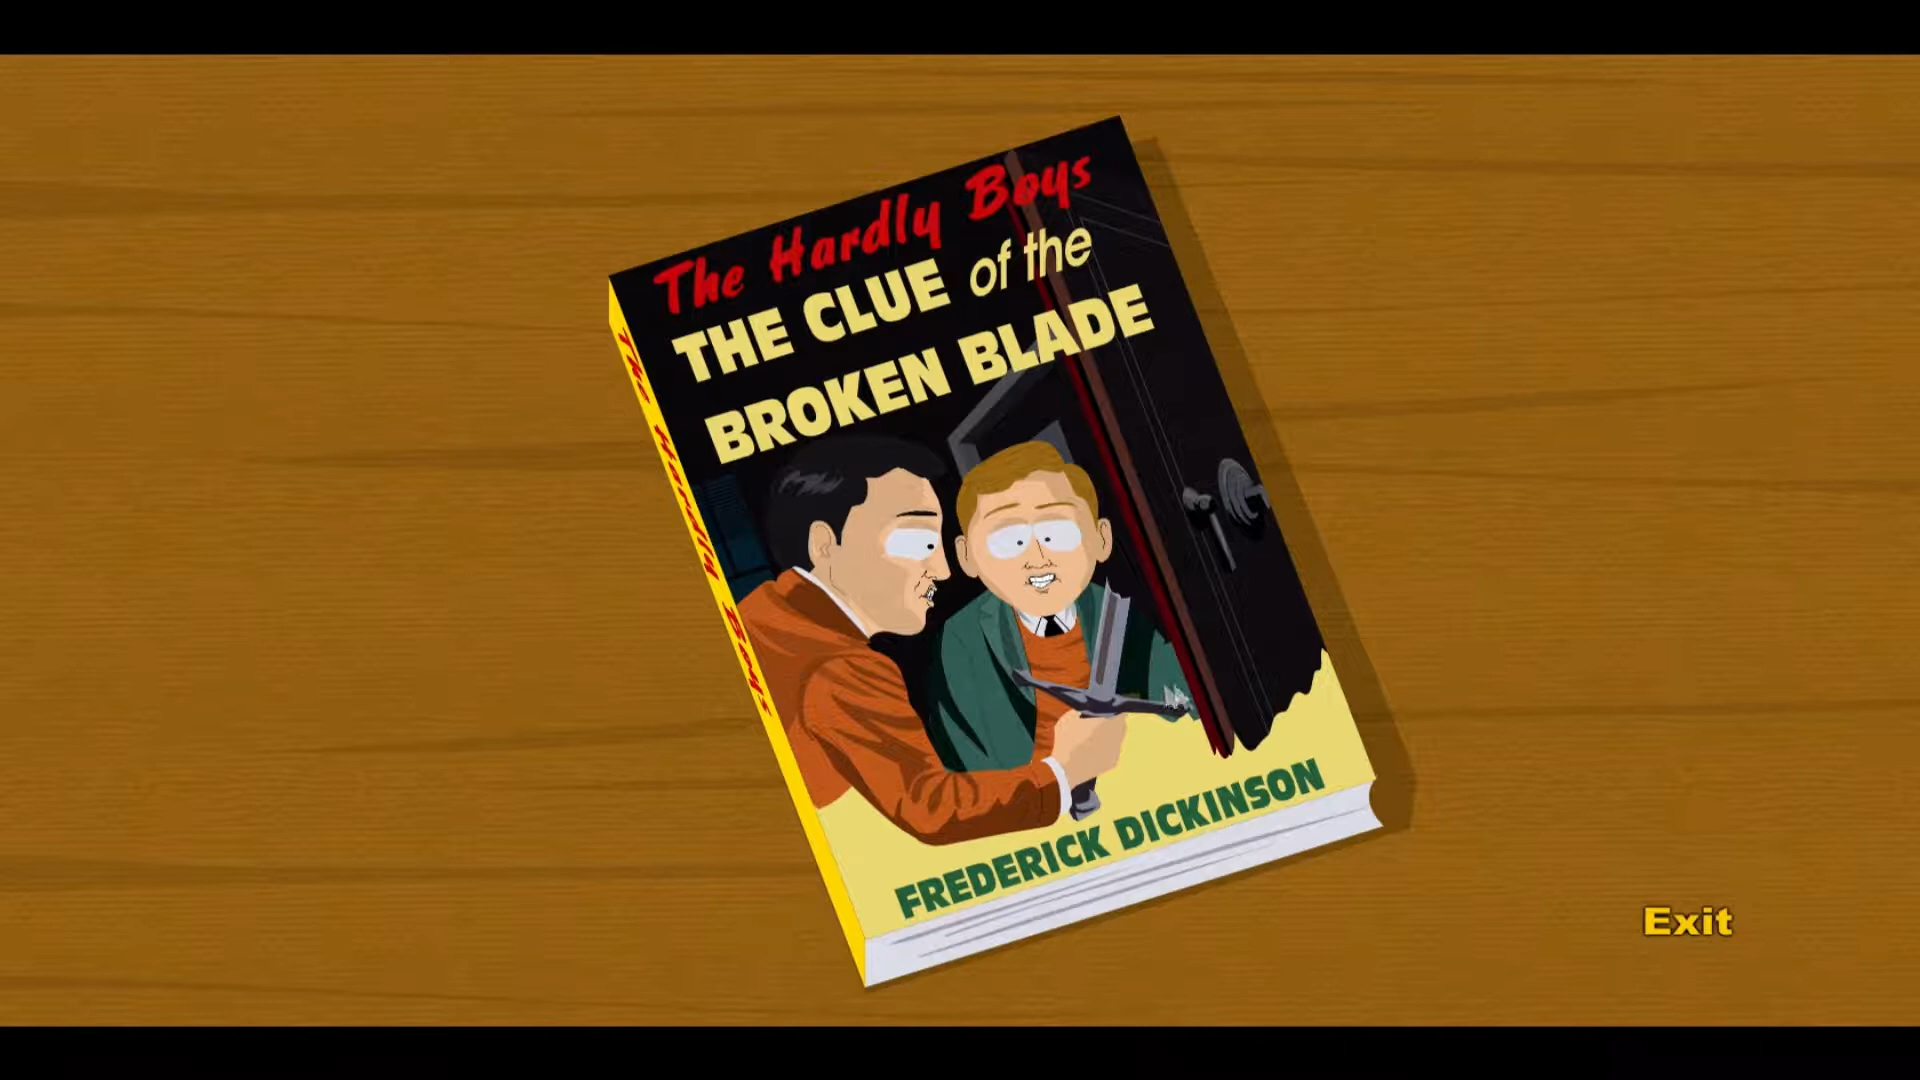 The Hardly Boys
THE CLUE of the
BROKEN BLADE
The Hardly Boys
FREDERICK DICKINSON
Exit